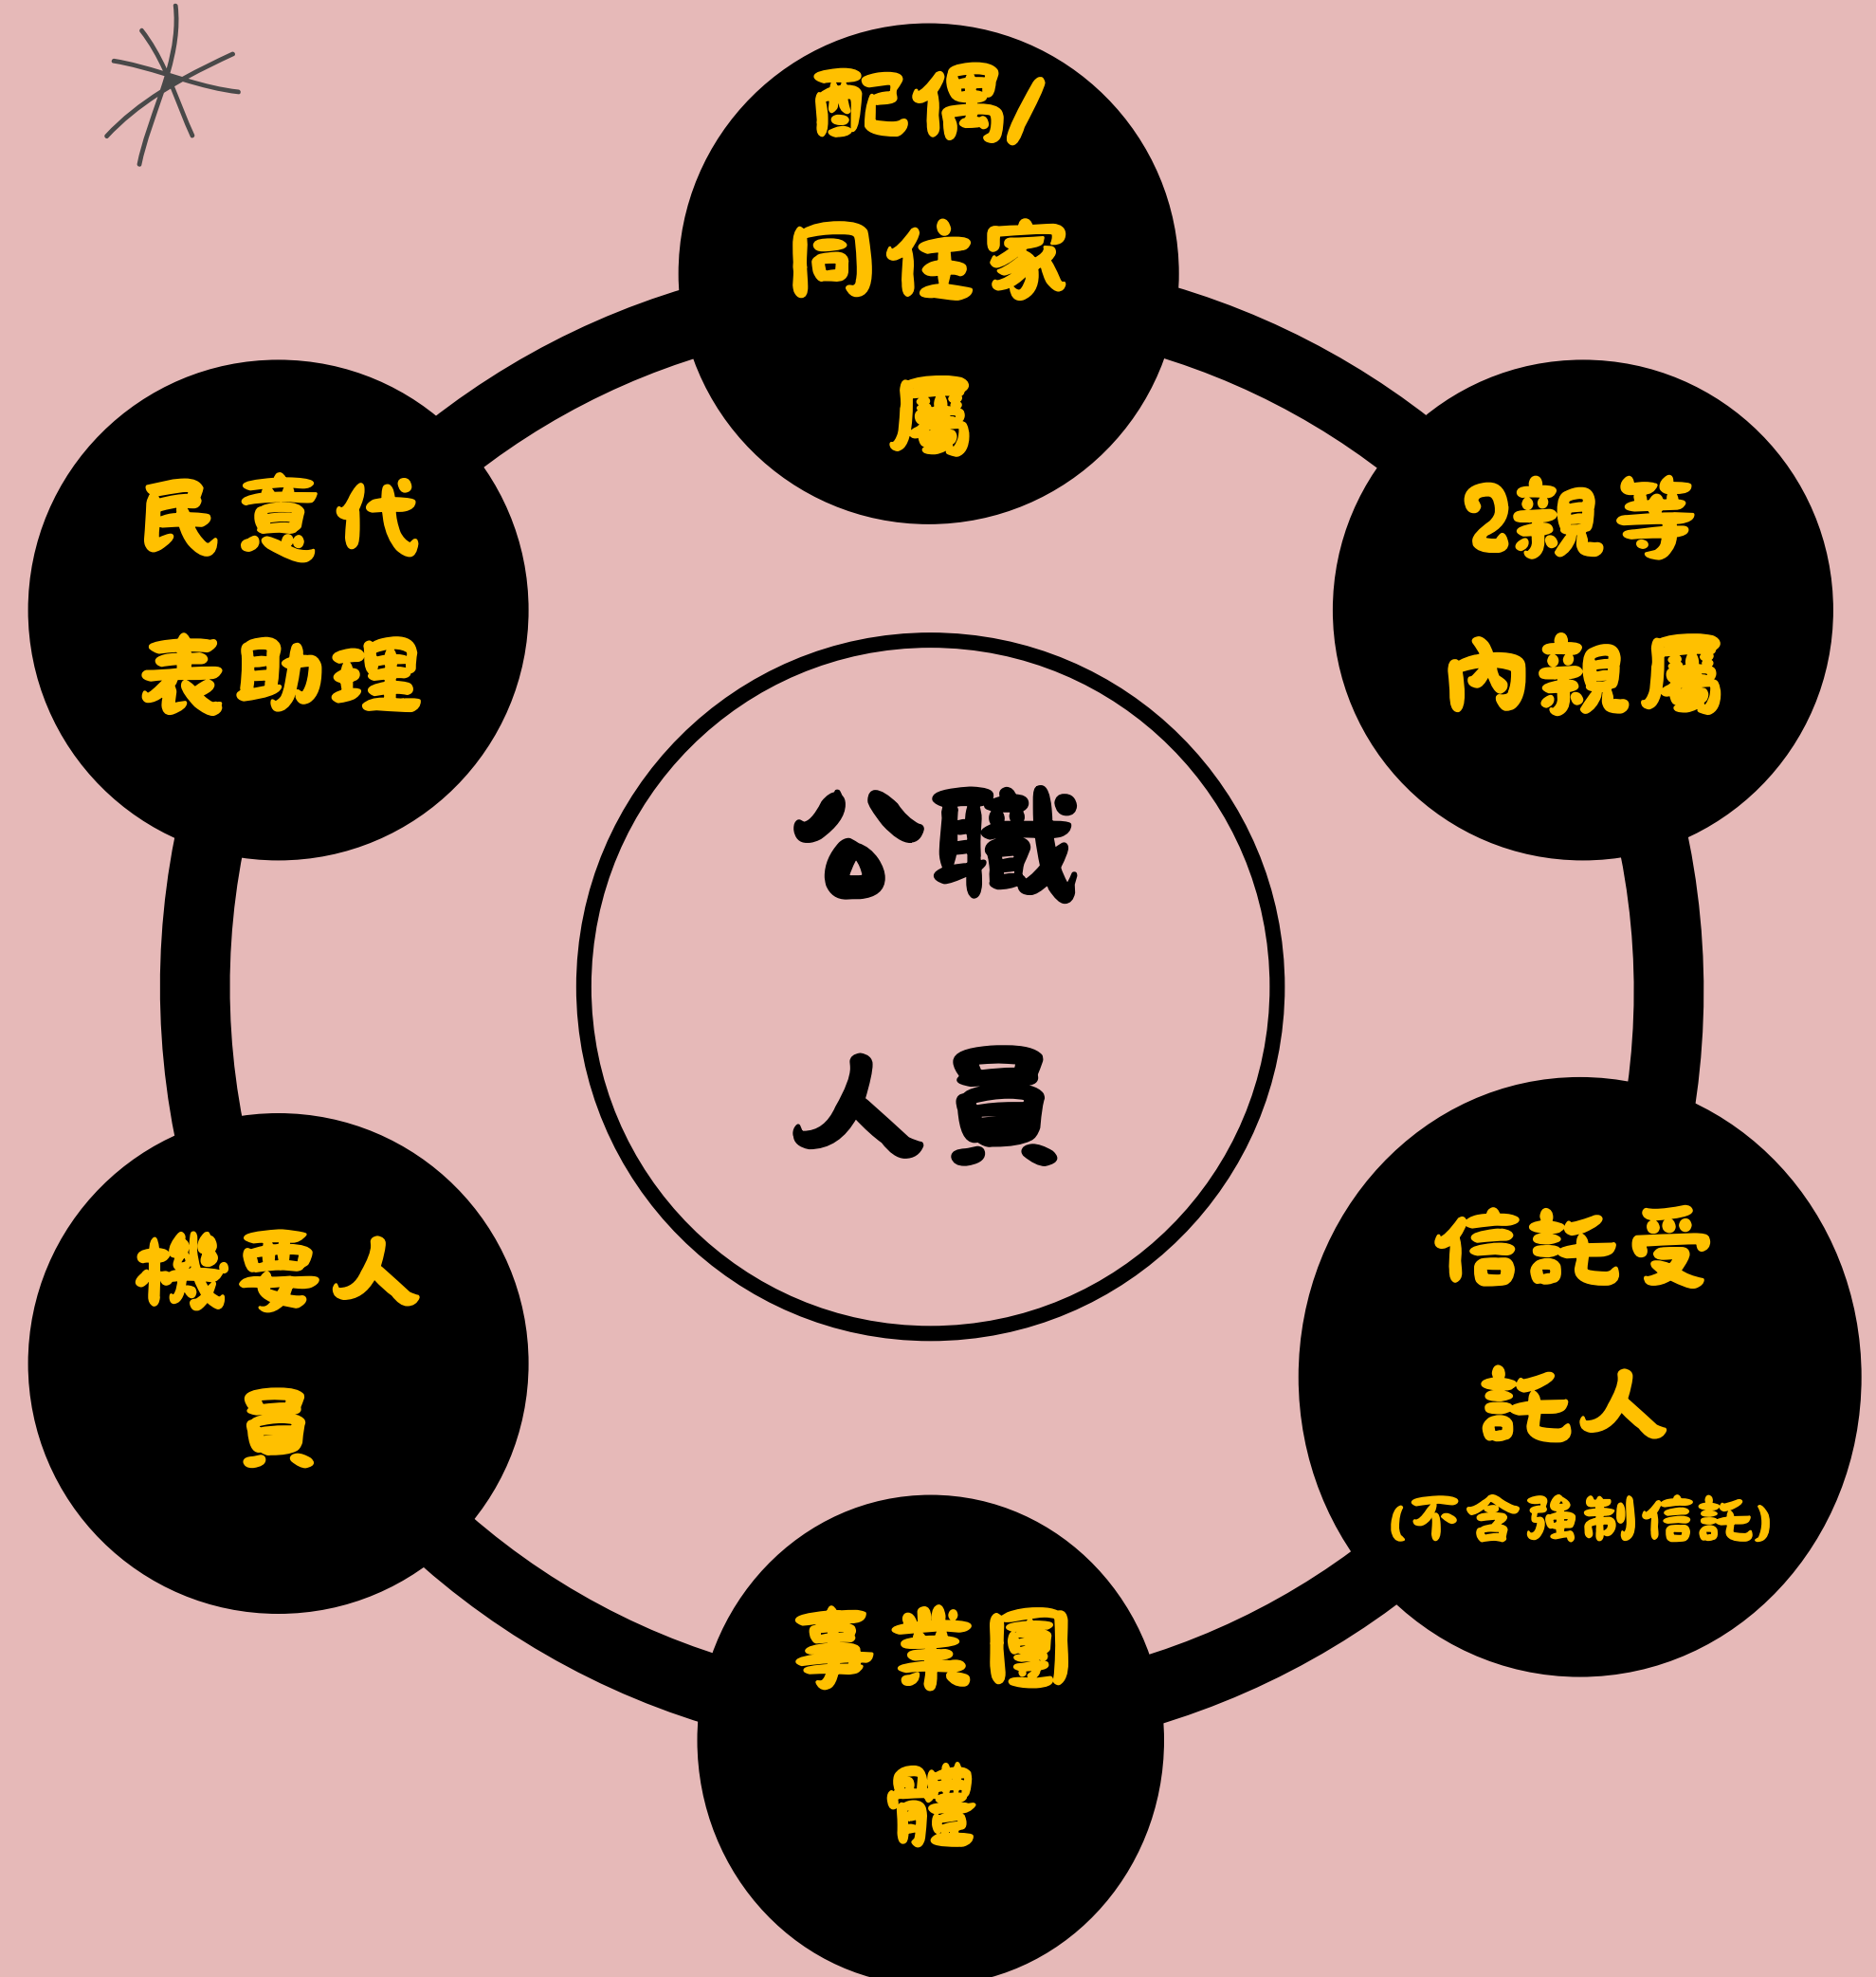 配偶/
同住家
屬
民意代
表助理
2親等
內親屬
公職
人員
機要人
員
信託受
託人
(不含強制信託)
事業團
體